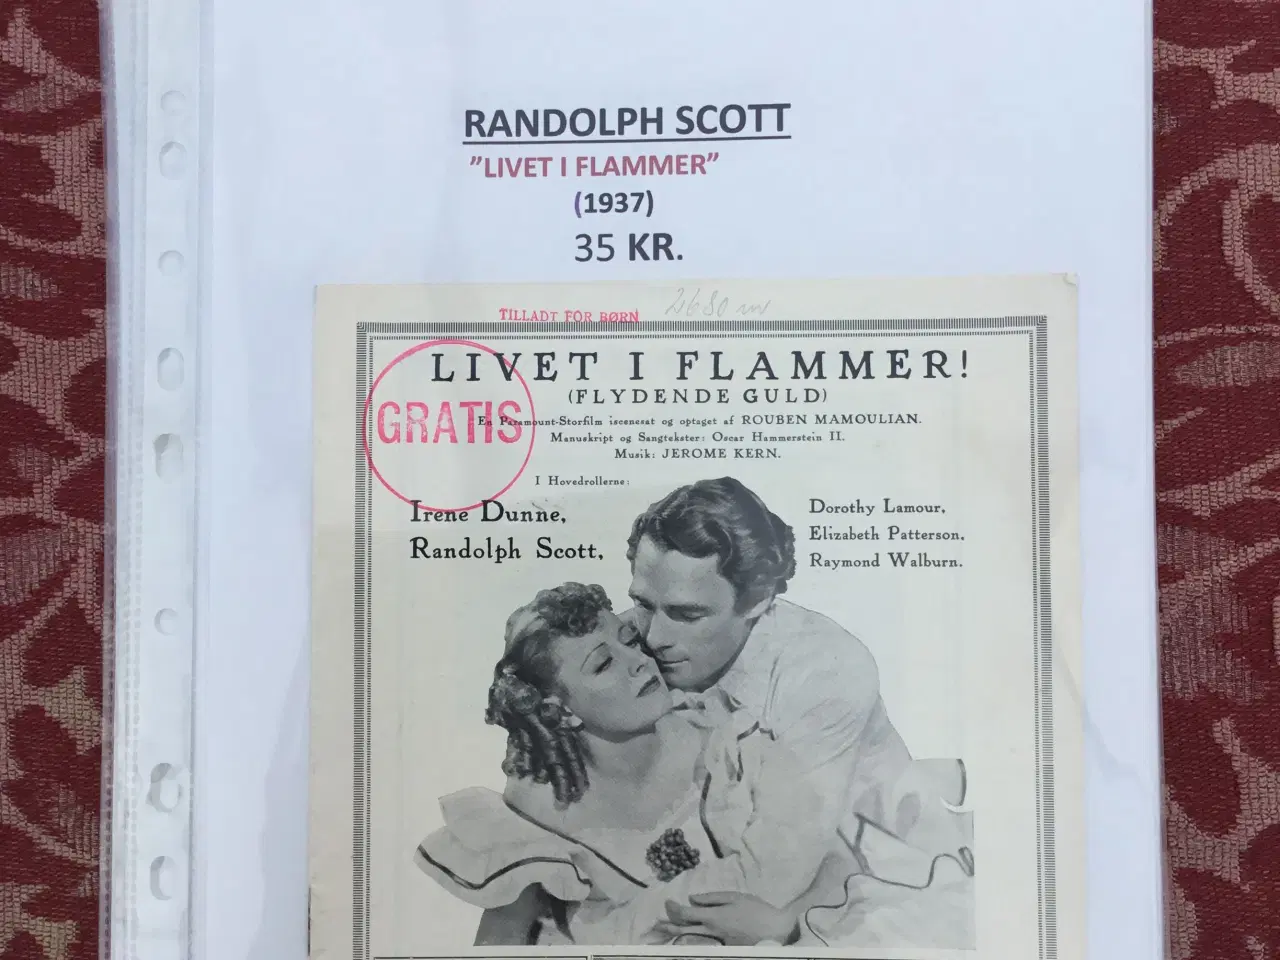 RANDOLPH SCOTT
”LIVET I FLAMMER”
(1937)
35 KR.
TILLADT FOR BØRN
LIVET I FLAMMER!
(FLYDENDE GULD)
GRATIS
En Paramount-Storfilm iscenesat og optaget af ROUBEN MAMOULIAN.
Manuskript og Sangtekster: Oscar Hammerstein II.
Musik: JEROME KERN.
I Hovedrollerne:
Irene Dunne,
Randolph Scott,
Dorothy Lamour,
Elizabeth Patterson,
Raymond Walburn.